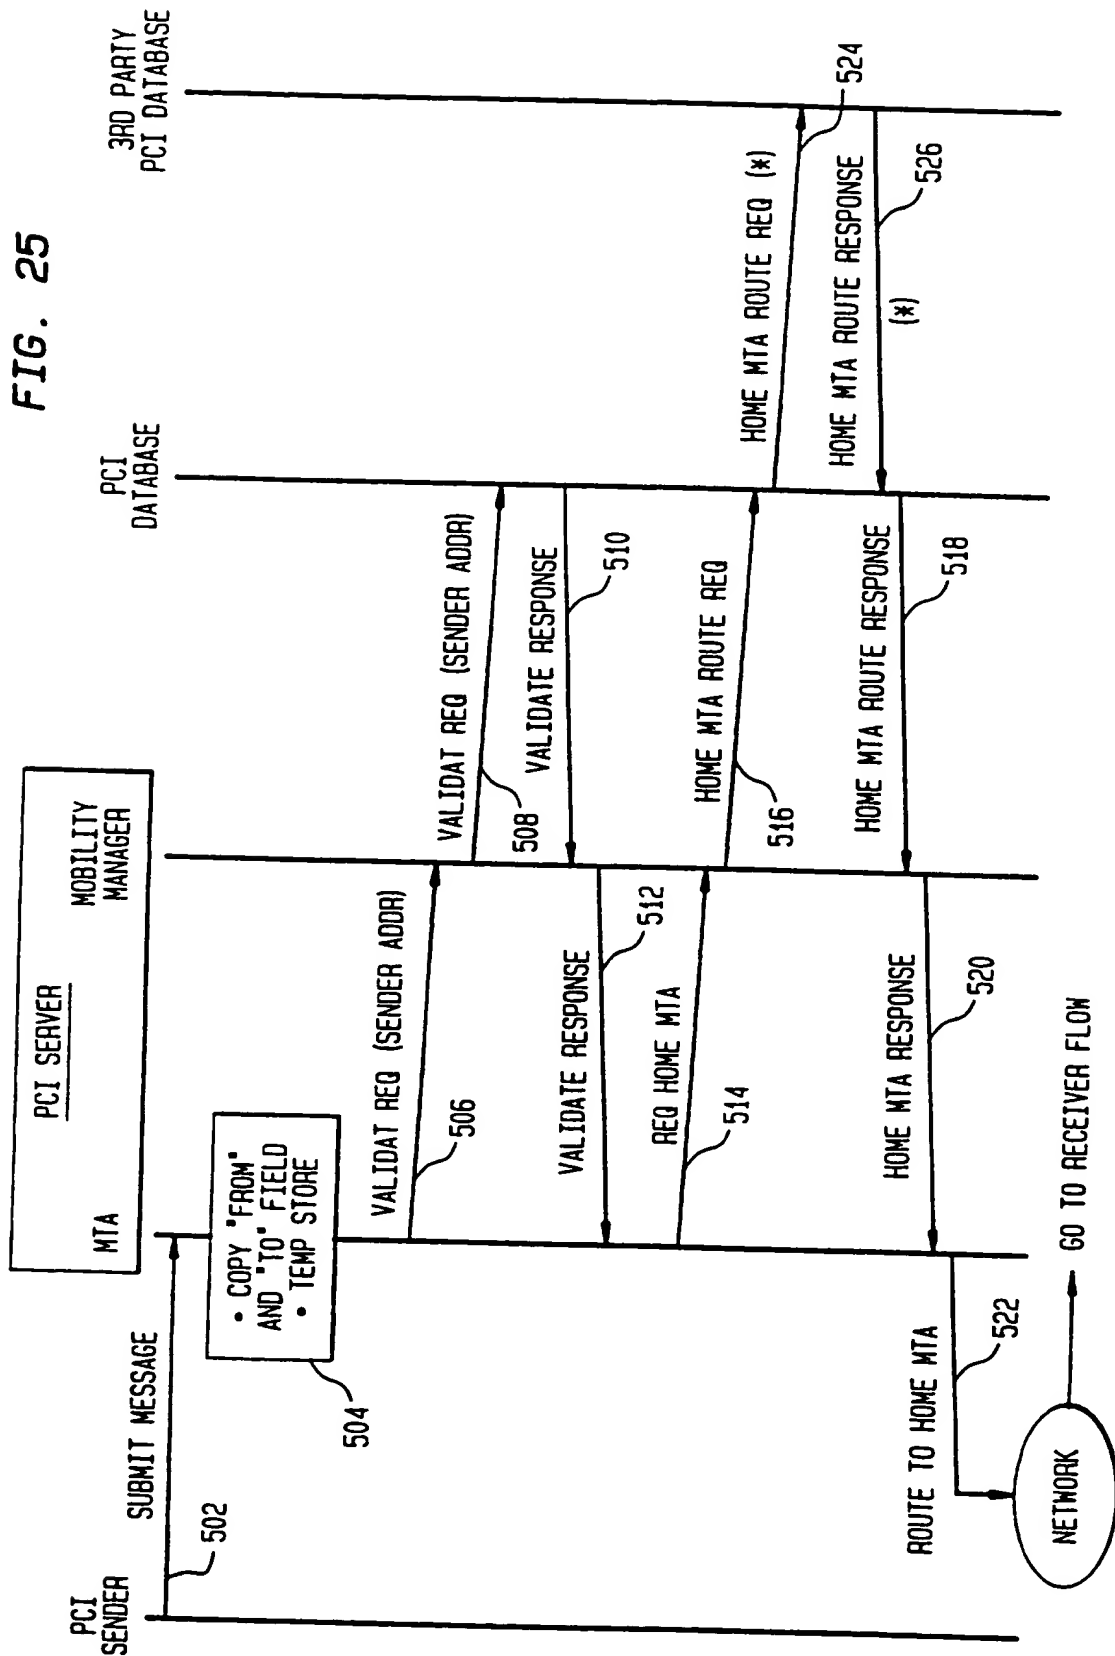 FIG. 25
PCI SERVER
MTA
MOBILITY
MANAGER
PCI
SENDER
PCI
DATABASE
3RD PARTY
PCI DATABASE
SUBMIT MESSAGE
502
• COPY "FROM"
AND "TO" FIELD
• TEMP STORE
504
VALIDAT REQ (SENDER ADDR)
506
VALIDAT REQ (SENDER ADDR)
508
VALIDATE RESPONSE
510
VALIDATE RESPONSE
512
REQ HOME MTA
514
HOME MTA ROUTE REQ
516
HOME MTA ROUTE REQ (*)
524
HOME MTA ROUTE RESPONSE
(*)
526
HOME MTA ROUTE RESPONSE
518
HOME MTA RESPONSE
520
ROUTE TO HOME MTA
522
NETWORK
GO TO RECEIVER FLOW